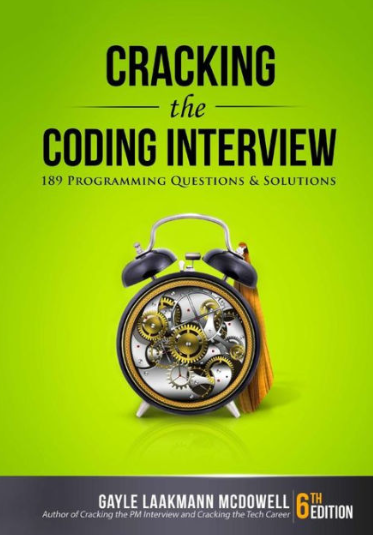 CRACKING
the
CODING INTERVIEW
189 PROGRAMMING QUESTIONS & SOLUTIONS
GAYLE LAAKMANN MCDOWELL
Author of Cracking the PM Interview and Cracking the Tech Career
6TH
EDITION